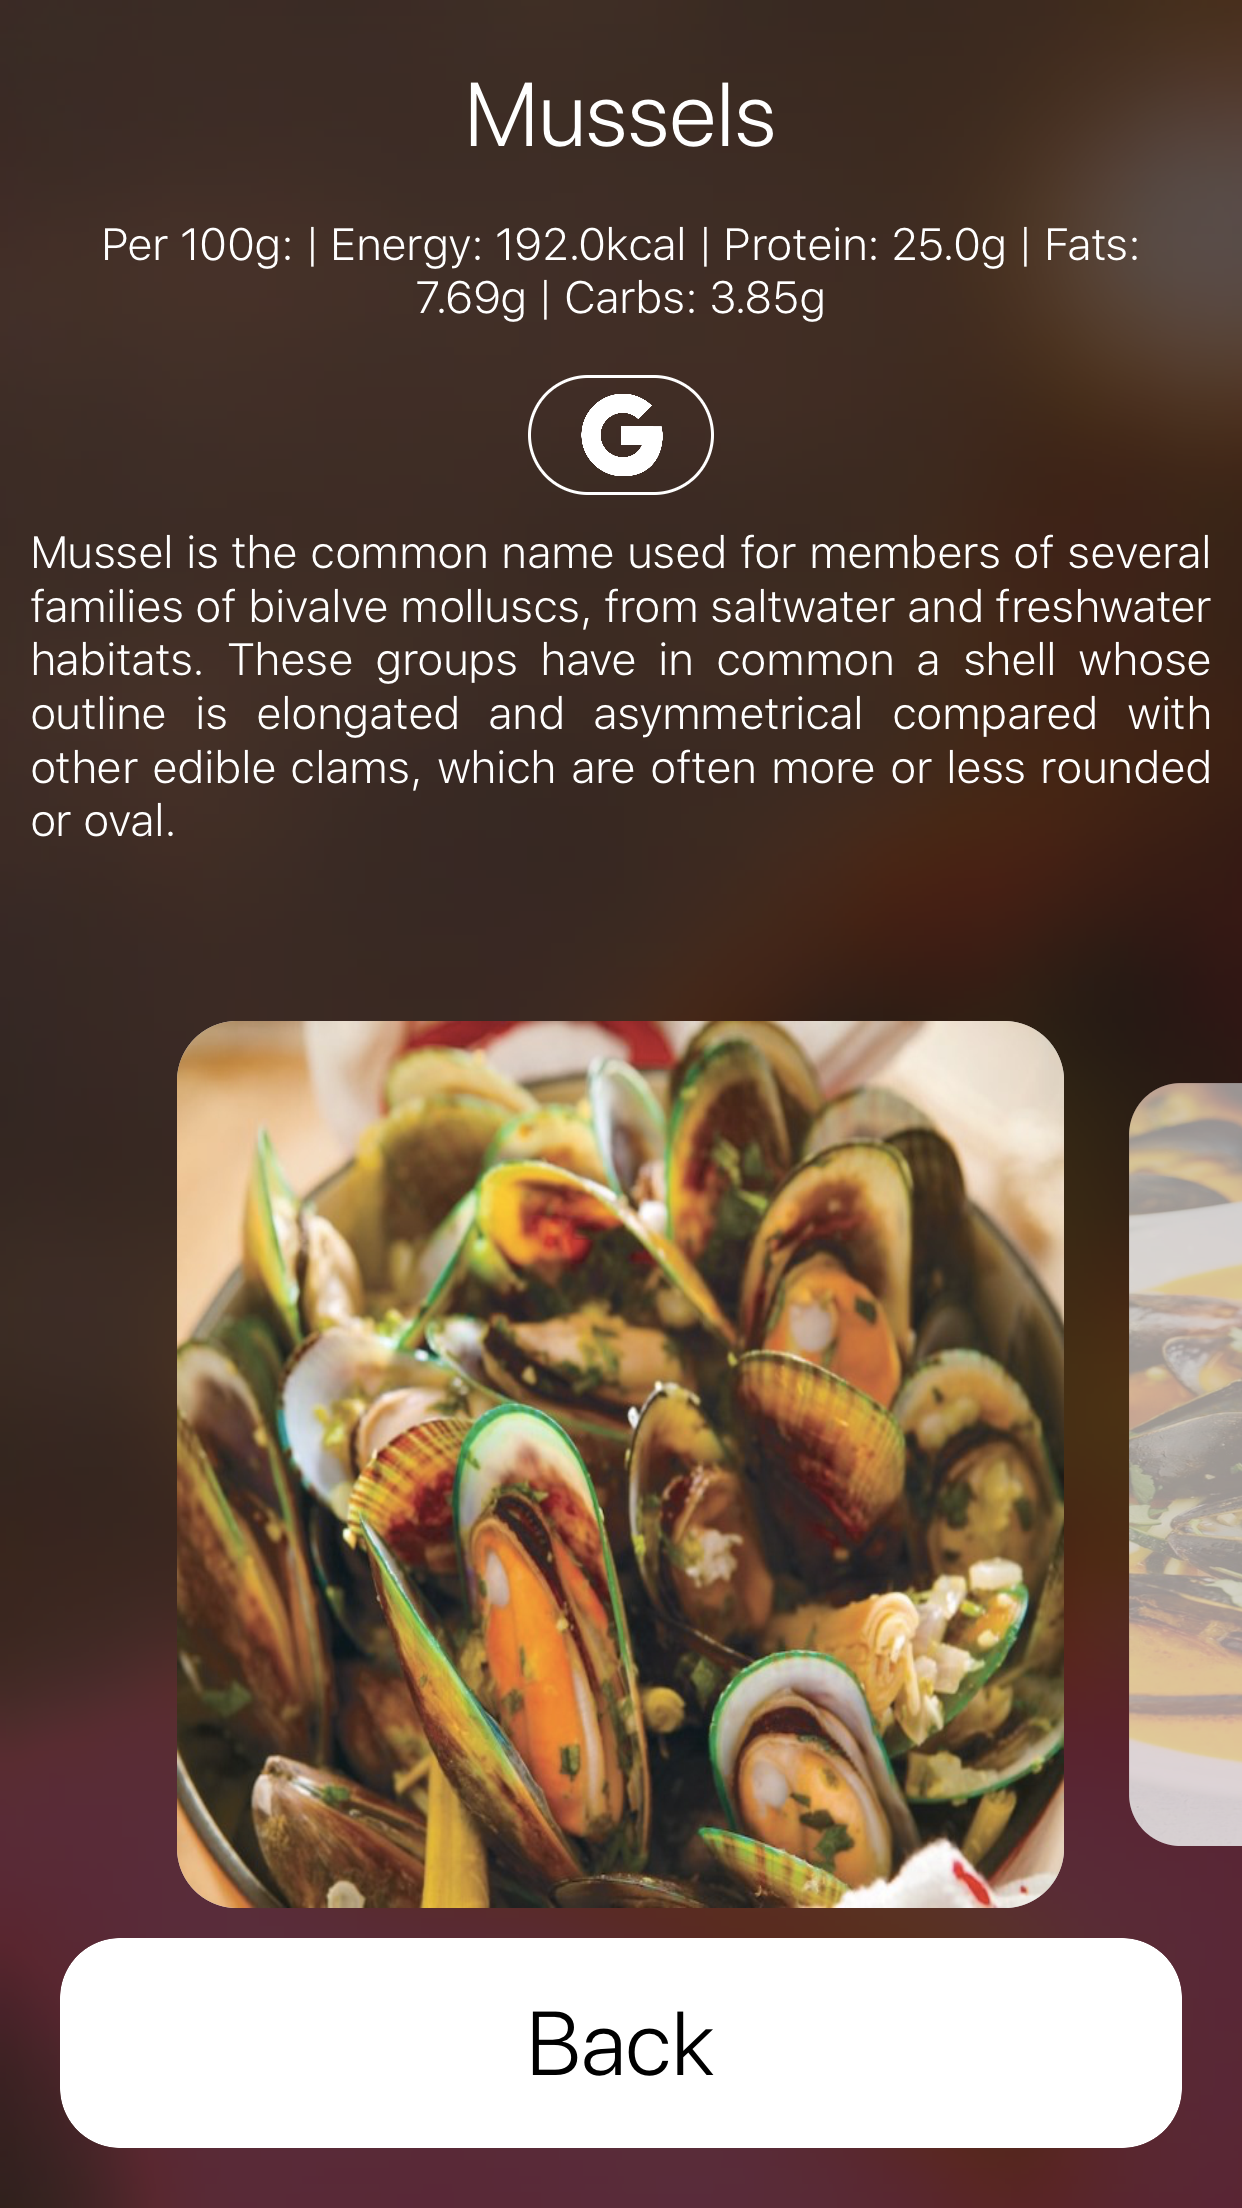 Mussels
Per 100g: | Energy: 192.0kcal | Protein: 25.0g | Fats:
7.69g | Carbs: 3.85g
G
Mussel is the common name used for members of several
families of bivalve molluscs, from saltwater and freshwater
habitats. These groups have in common a shell whose
outline is elongated and asymmetrical compared with
other edible clams, which are often more or less rounded
or oval.
Back